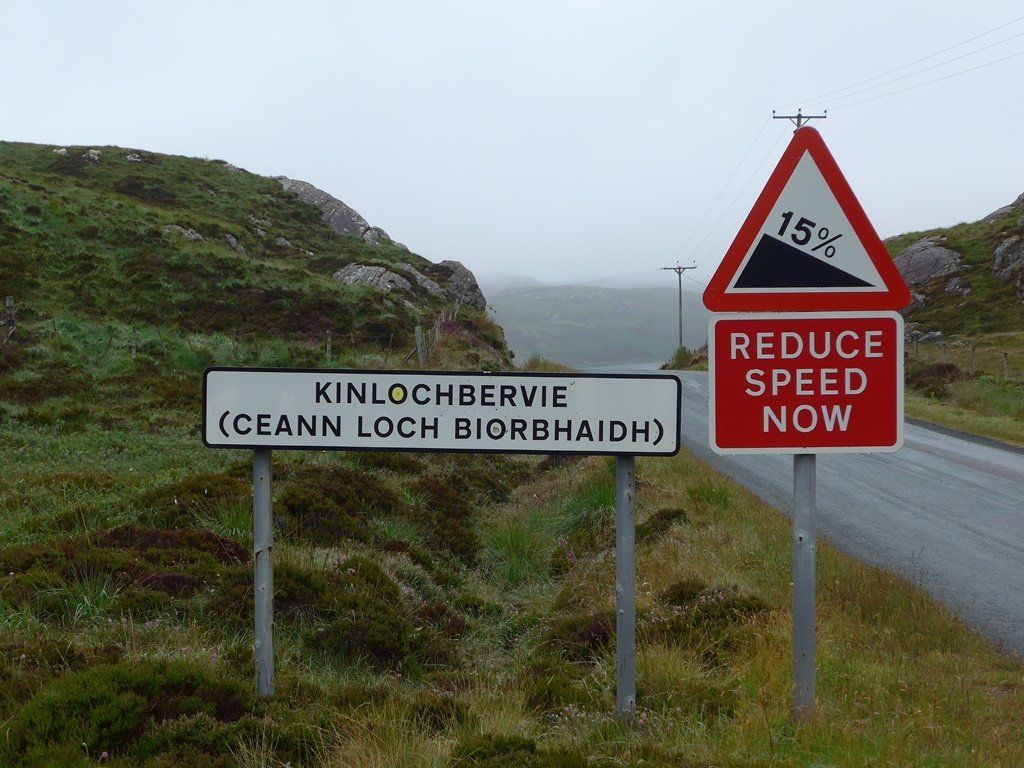 KINLOCHBERVIE
(CEANN LOCH BIORBHAIDH)
15%
REDUCE
SPEED
NOW